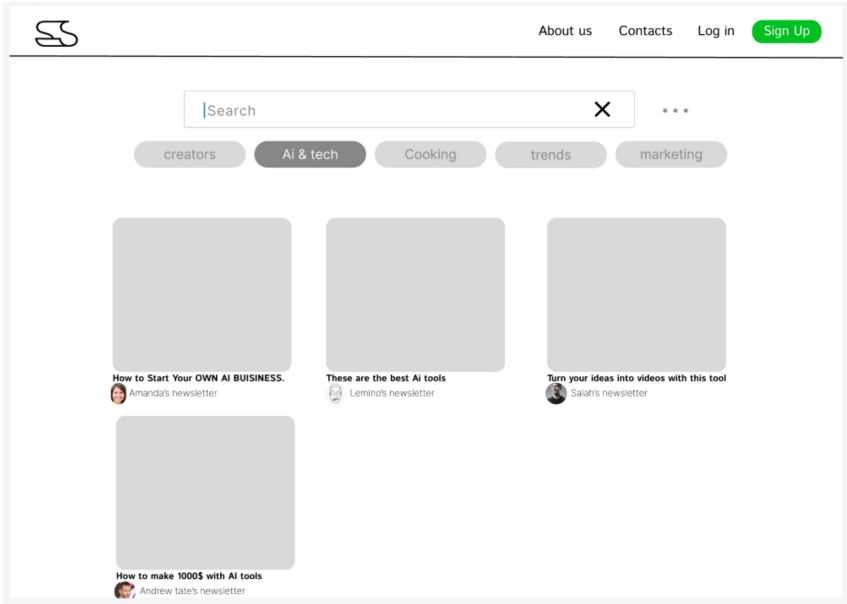 About us Contacts Log in Sign Up
Search
creators Ai & tech Cooking trends marketing
How to Start Your OWN AI BUISINESS. These are the best Ai tools Turn your ideas into videos with this tool
Amanda's newsletter Lemino's newsletter Salah's newsletter
How to make 1000$ with AI tools
Andrew tate's newsletter